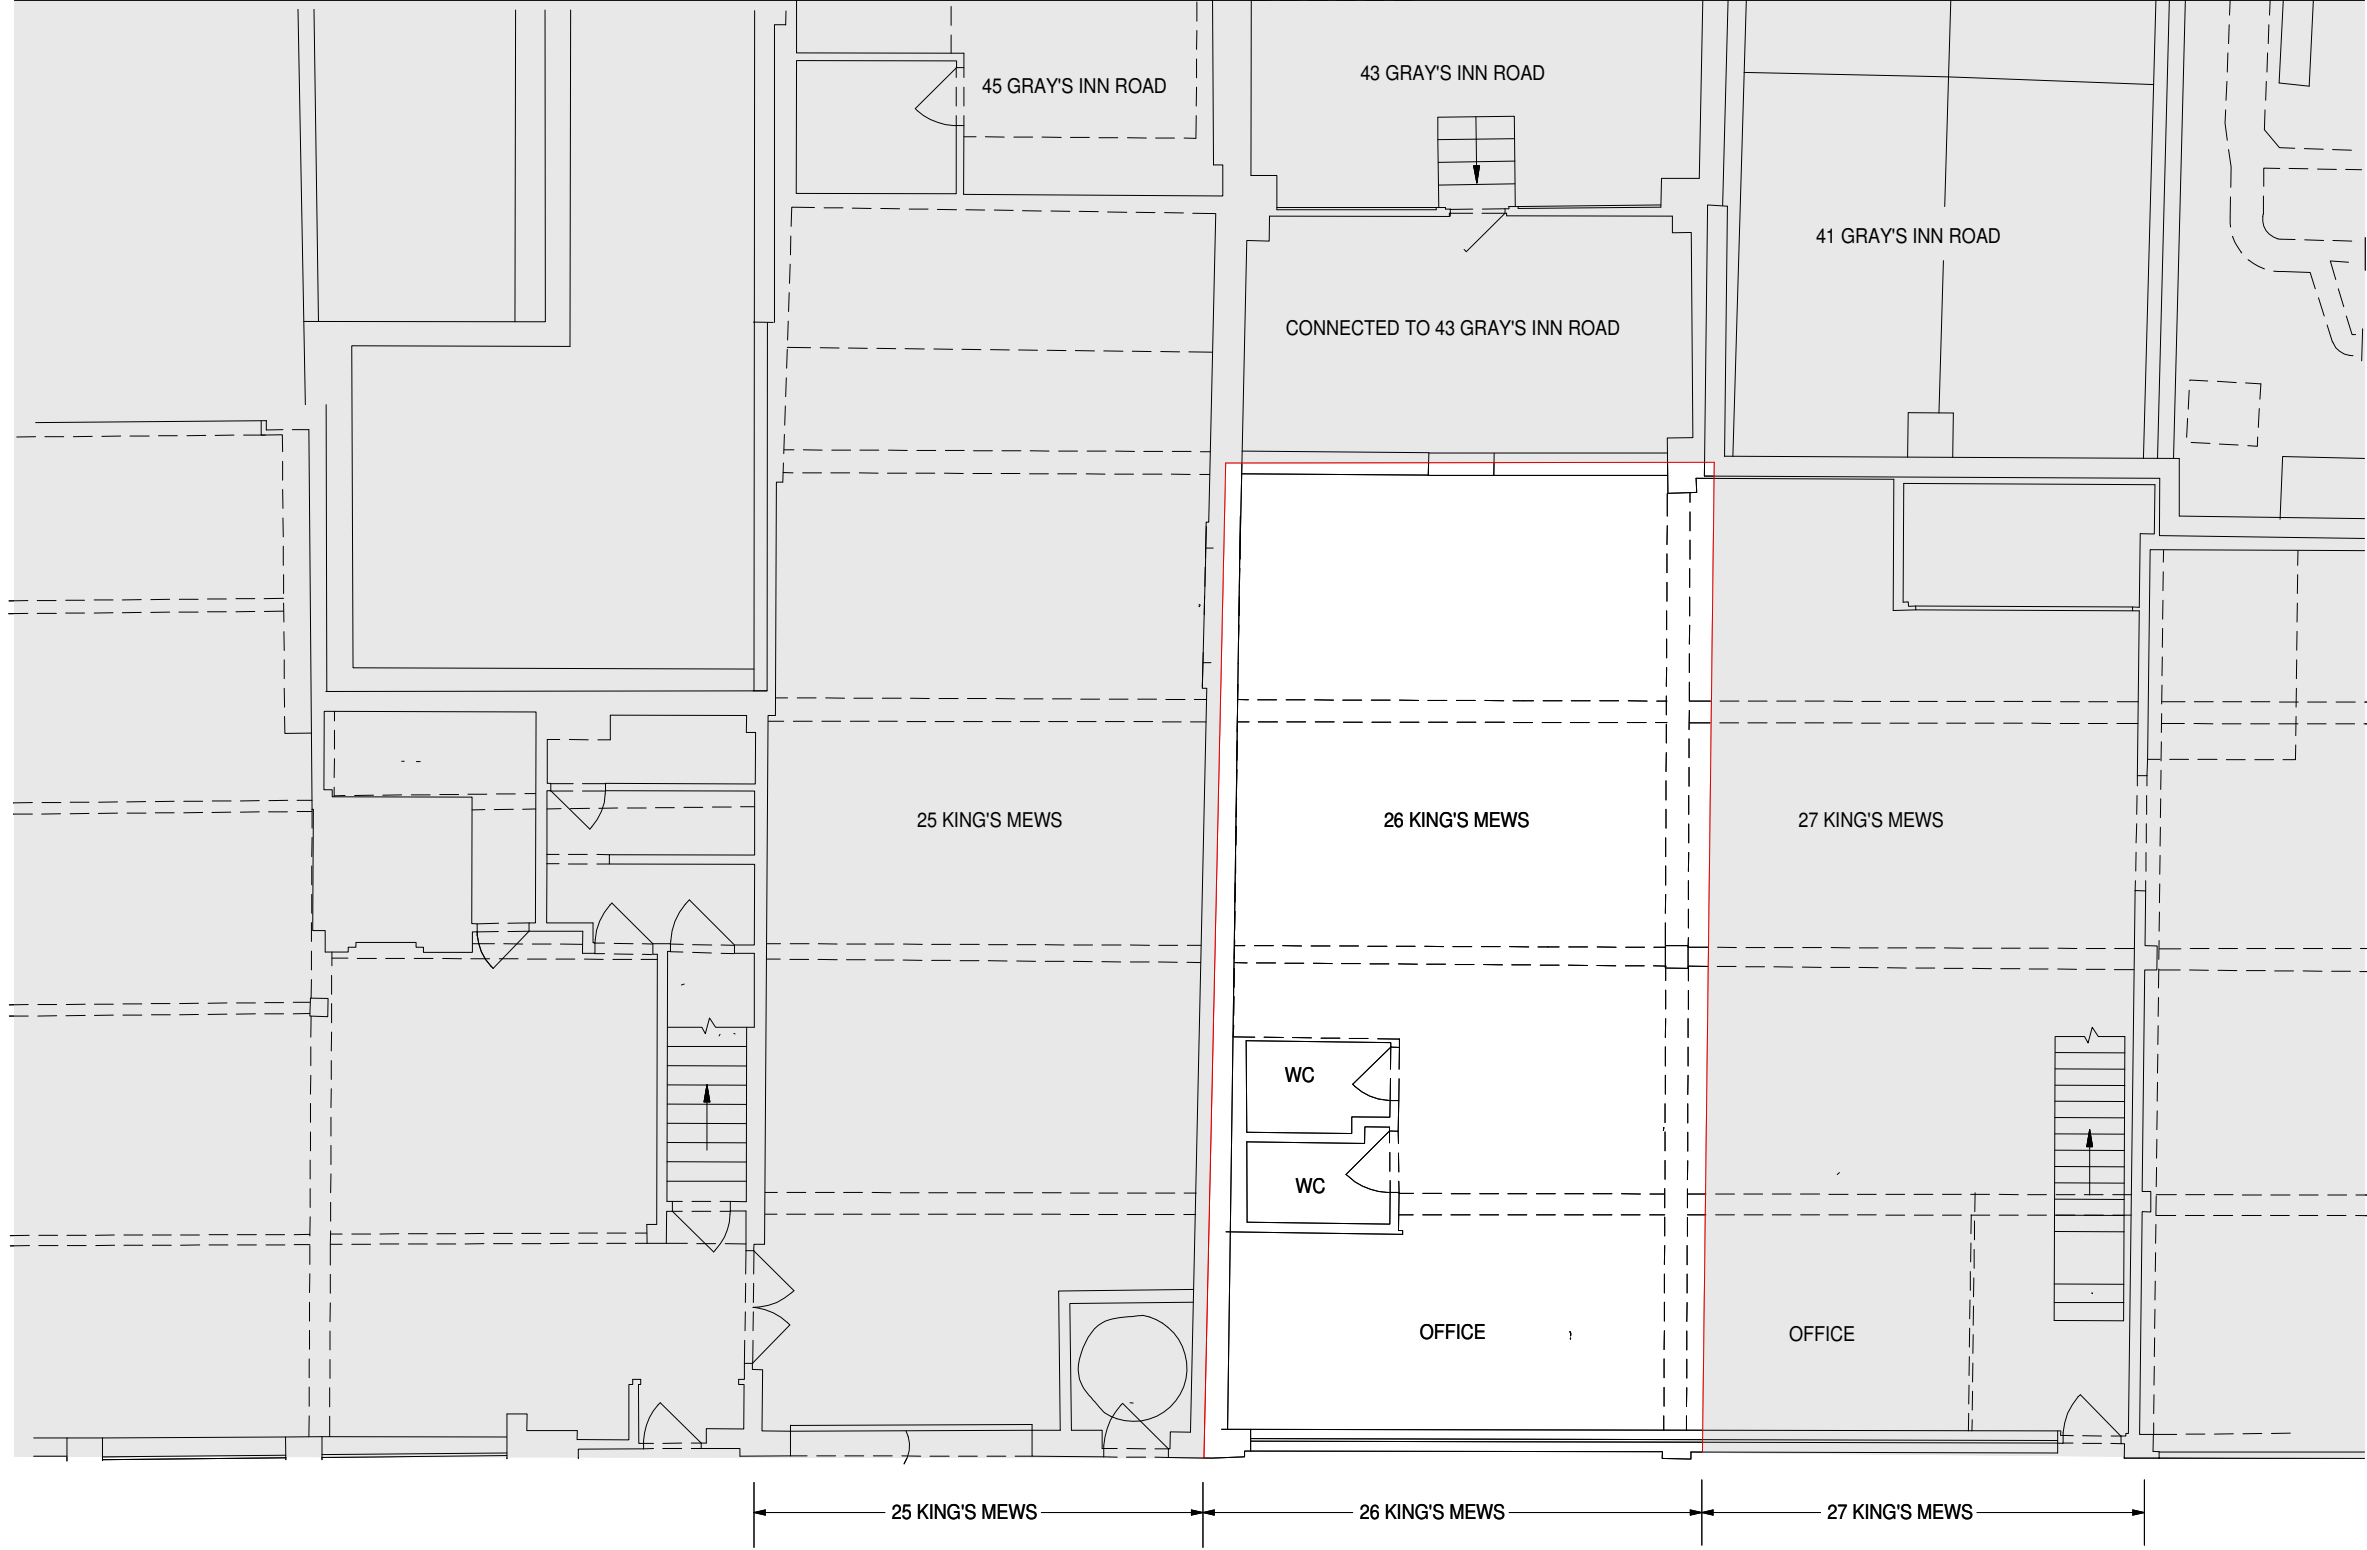 43 GRAY'S INN ROAD
45 GRAY'S INN ROAD
41 GRAY'S INN ROAD
CONNECTED TO 43 GRAY'S INN ROAD
25 KING'S MEWS
26 KING'S MEWS
27 KING'S MEWS
WC
WC
OFFICE
OFFICE
25 KING'S MEWS
26 KING'S MEWS
27 KING'S MEWS